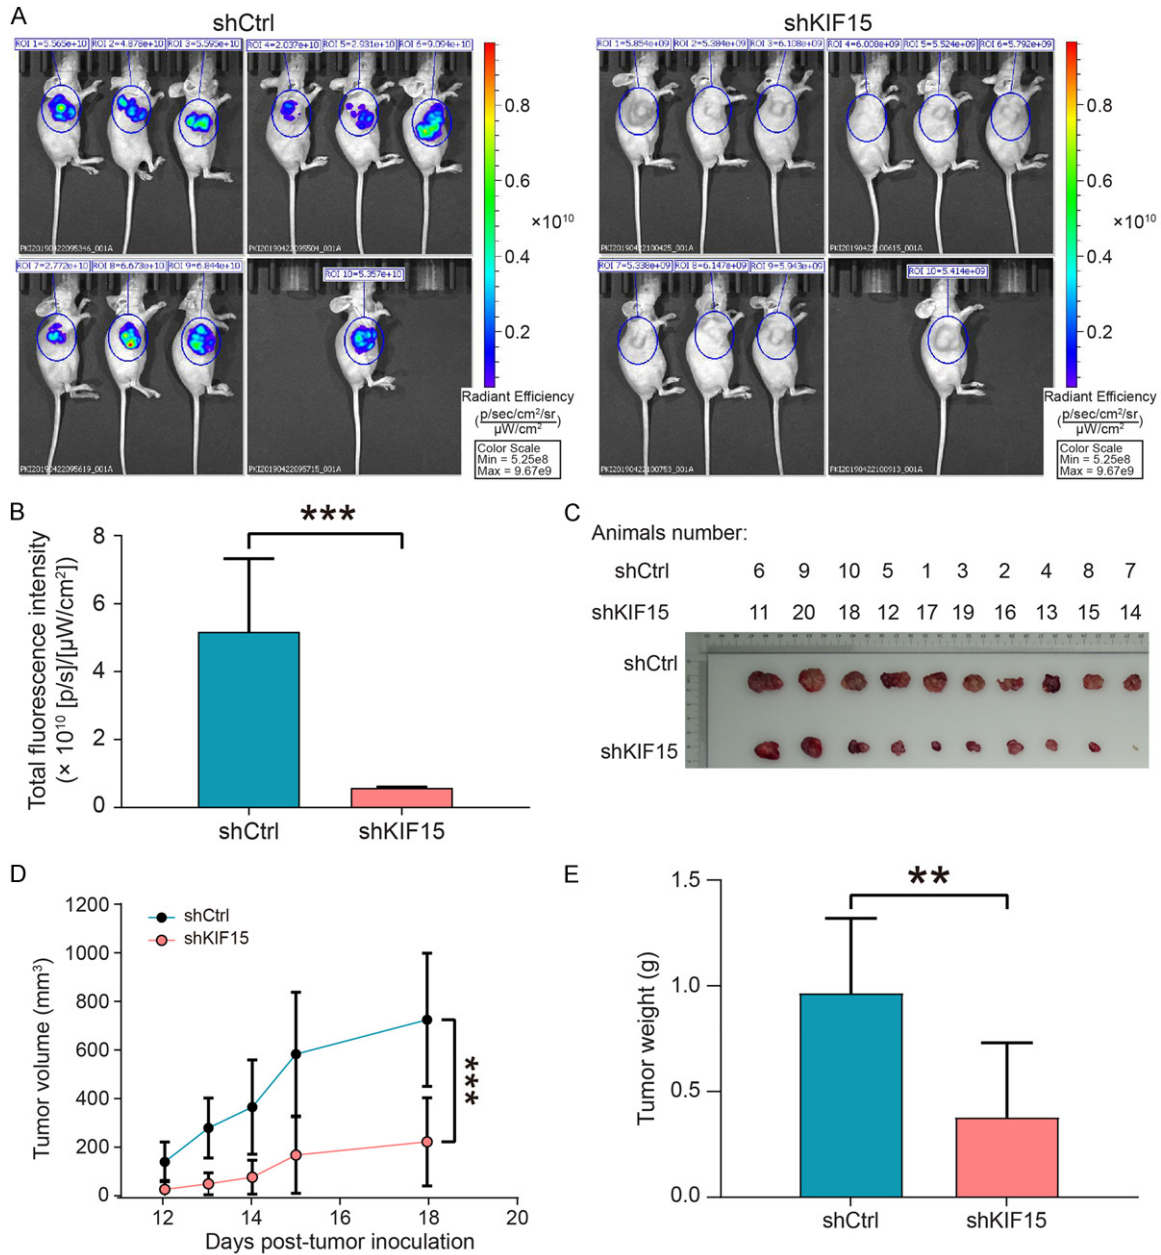 A
shCtrl
shKIF15
ROI 1=5.565e+10 ROI 2=4.878e+10 ROI 3=5.595e+10
ROI 4=2.037e+10 ROI 5=2.931e+10 ROI 6=9.094e+10
PKI20190422095346_001A
PKI20190422095504_001A
ROI 7=2.772e+10 ROI 8=6.673e+10 ROI 9=6.844e+10
ROI 10=5.357e+10
PKI20190422095619_001A
PKI20190422095715_001A
0.8
0.6
×10¹⁰
0.4
0.2
Radiant Efficiency
(p/sec/cm²/sr
µW/cm²)
Color Scale
Min = 5.25e8
Max = 9.67e9
ROI 1=5.854e+09 ROI 2=5.384e+09 ROI 3=6.108e+09
ROI 4=6.000e+09 ROI 5=5.524e+09 ROI 6=5.792e+09
PKI20190422100425_001A
PKI20190422100615_001A
ROI 7=5.338e+09 ROI 8=6.147e+09 ROI 9=5.943e+09
ROI 10=5.414e+09
PKI20190422100753_001A
PKI20190422100913_001A
0.8
0.6
×10¹⁰
0.4
0.2
Radiant Efficiency
(p/sec/cm²/sr
µW/cm²)
Color Scale
Min = 5.25e8
Max = 9.67e9
B
Total fluorescence intensity
(× 10¹⁰ [p/s]/[µW/cm²])
8
6
4
2
0
***
shCtrl
shKIF15
C
Animals number:
shCtrl 6 9 10 5 1 3 2 4 8 7
shKIF15 11 20 18 12 17 19 16 13 15 14
shCtrl
shKIF15
D
Tumor volume (mm³)
1200
1000
800
600
400
200
0
shCtrl
shKIF15
***
12 14 16 18 20
Days post-tumor inoculation
E
Tumor weight (g)
1.5
1.0
0.5
0.0
**
shCtrl
shKIF15